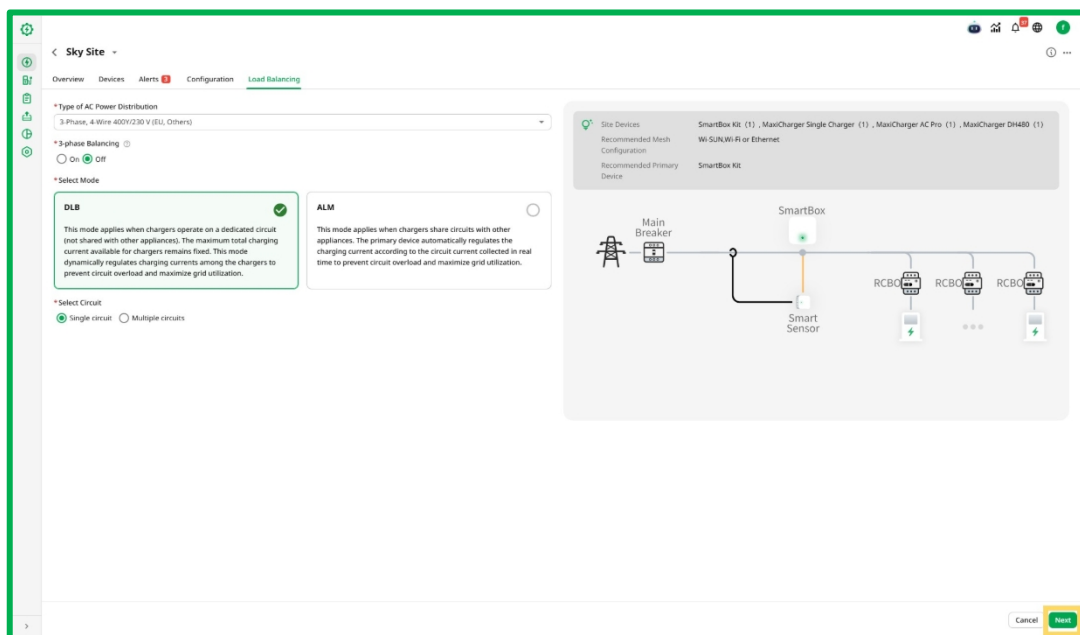 37
f
Sky Site
Overview Devices Alerts 3 Configuration Load Balancing
*Type of AC Power Distribution
3-Phase, 4-Wire 400Y/230 V (EU, Others)
*3-phase Balancing
On Off
*Select Mode
DLB
This mode applies when chargers operate on a dedicated circuit
(not shared with other appliances). The maximum total charging
current available for chargers remains fixed. This mode
dynamically regulates charging currents among the chargers to
prevent circuit overload and maximize grid utilization.
ALM
This mode applies when chargers share circuits with other
appliances. The primary device automatically regulates the
charging current according to the circuit current collected in real
time to prevent circuit overload and maximize grid utilization.
*Select Circuit
Single circuit Multiple circuits
Site Devices SmartBox Kit (1) , MaxiCharger Single Charger (1) , MaxiCharger AC Pro (1) , MaxiCharger DH480 (1)
Recommended Mesh Configuration Wi-SUN,Wi-Fi or Ethernet
Recommended Primary Device SmartBox Kit
SmartBox
Main
Breaker
RCBO RCBO RCBO
Smart
Sensor
Cancel Next